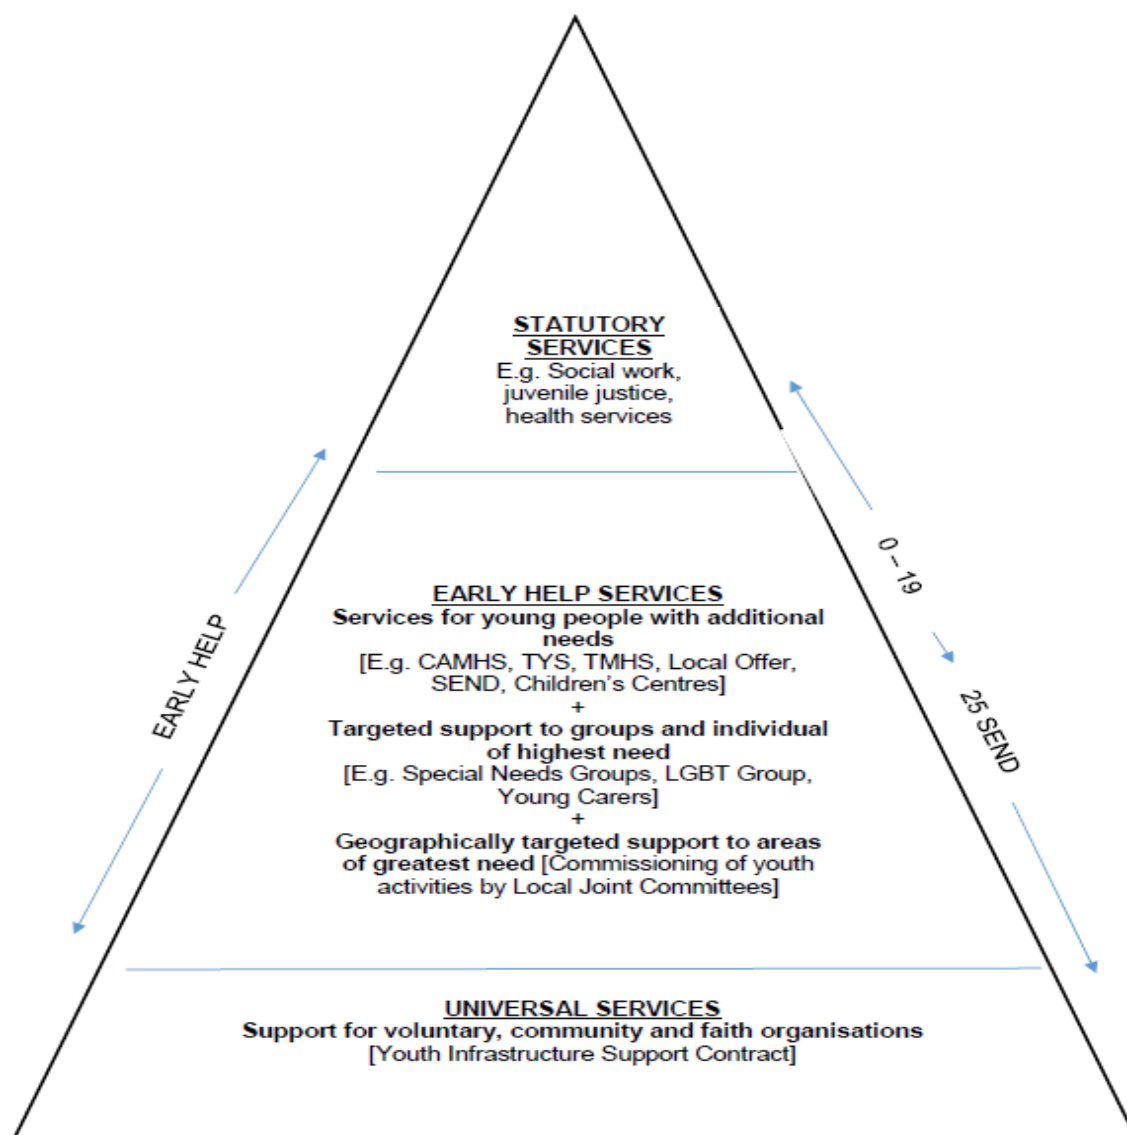 STATUTORY
SERVICES
E.g. Social work,
juvenile justice,
health services
EARLY HELP
0 – 19
25 SEND
EARLY HELP SERVICES
Services for young people with additional
needs
[E.g. CAMHS, TYS, TMHS, Local Offer,
SEND, Children's Centres]
+
Targeted support to groups and individual
of highest need
[E.g. Special Needs Groups, LGBT Group,
Young Carers]
+
Geographically targeted support to areas
of greatest need [Commissioning of youth
activities by Local Joint Committees]
UNIVERSAL SERVICES
Support for voluntary, community and faith organisations
[Youth Infrastructure Support Contract]